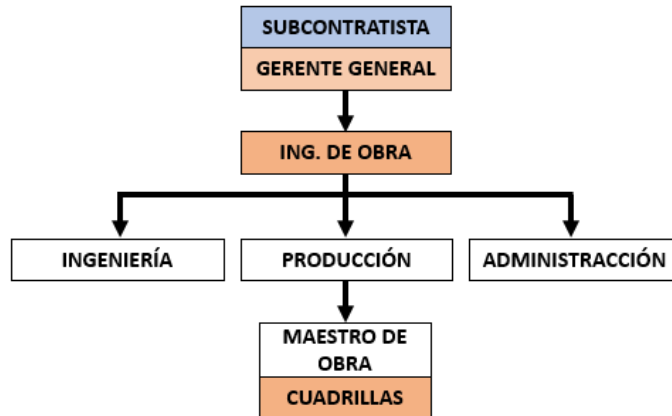 SUBCONTRATISTA
GERENTE GENERAL
ING. DE OBRA
INGENIERÍA
PRODUCCIÓN
ADMINISTRACCIÓN
MAESTRO DE
OBRA
CUADRILLAS